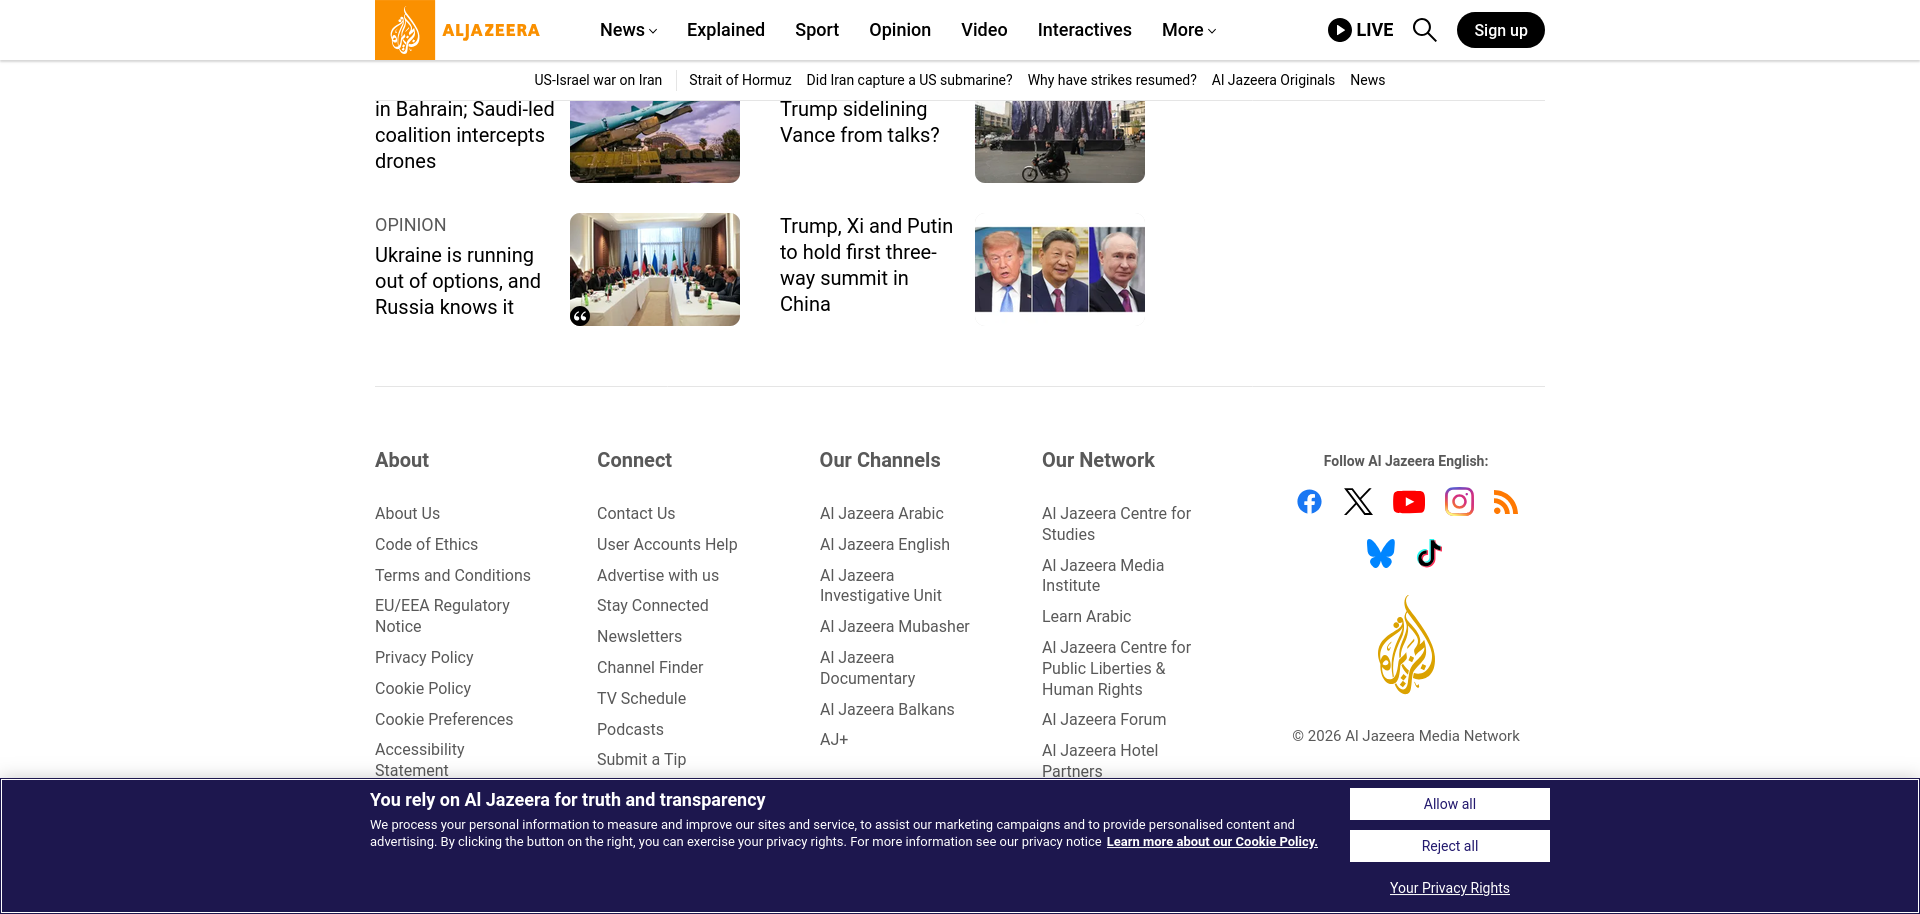 ALJAZEERA
News
Explained
Sport
Opinion
Video
Interactives
More
LIVE
Sign up
US-Israel war on Iran
Strait of Hormuz
Did Iran capture a US submarine?
Why have strikes resumed?
Al Jazeera Originals
News
in Bahrain; Saudi-led
coalition intercepts
drones
Trump sidelining
Vance from talks?
OPINION
Ukraine is running
out of options, and
Russia knows it
Trump, Xi and Putin
to hold first three-
way summit in
China
About
About Us
Code of Ethics
Terms and Conditions
EU/EEA Regulatory
Notice
Privacy Policy
Cookie Policy
Cookie Preferences
Accessibility
Statement
Connect
Contact Us
User Accounts Help
Advertise with us
Stay Connected
Newsletters
Channel Finder
TV Schedule
Podcasts
Submit a Tip
Our Channels
Al Jazeera Arabic
Al Jazeera English
Al Jazeera
Investigative Unit
Al Jazeera Mubasher
Al Jazeera
Documentary
Al Jazeera Balkans
AJ+
Our Network
Al Jazeera Centre for
Studies
Al Jazeera Media
Institute
Learn Arabic
Al Jazeera Centre for
Public Liberties &
Human Rights
Al Jazeera Forum
Al Jazeera Hotel
Partners
Follow Al Jazeera English:
© 2026 Al Jazeera Media Network
You rely on Al Jazeera for truth and transparency
We process your personal information to measure and improve our sites and service, to assist our marketing campaigns and to provide personalised content and
advertising. By clicking the button on the right, you can exercise your privacy rights. For more information see our privacy notice Learn more about our Cookie Policy.
Allow all
Reject all
Your Privacy Rights